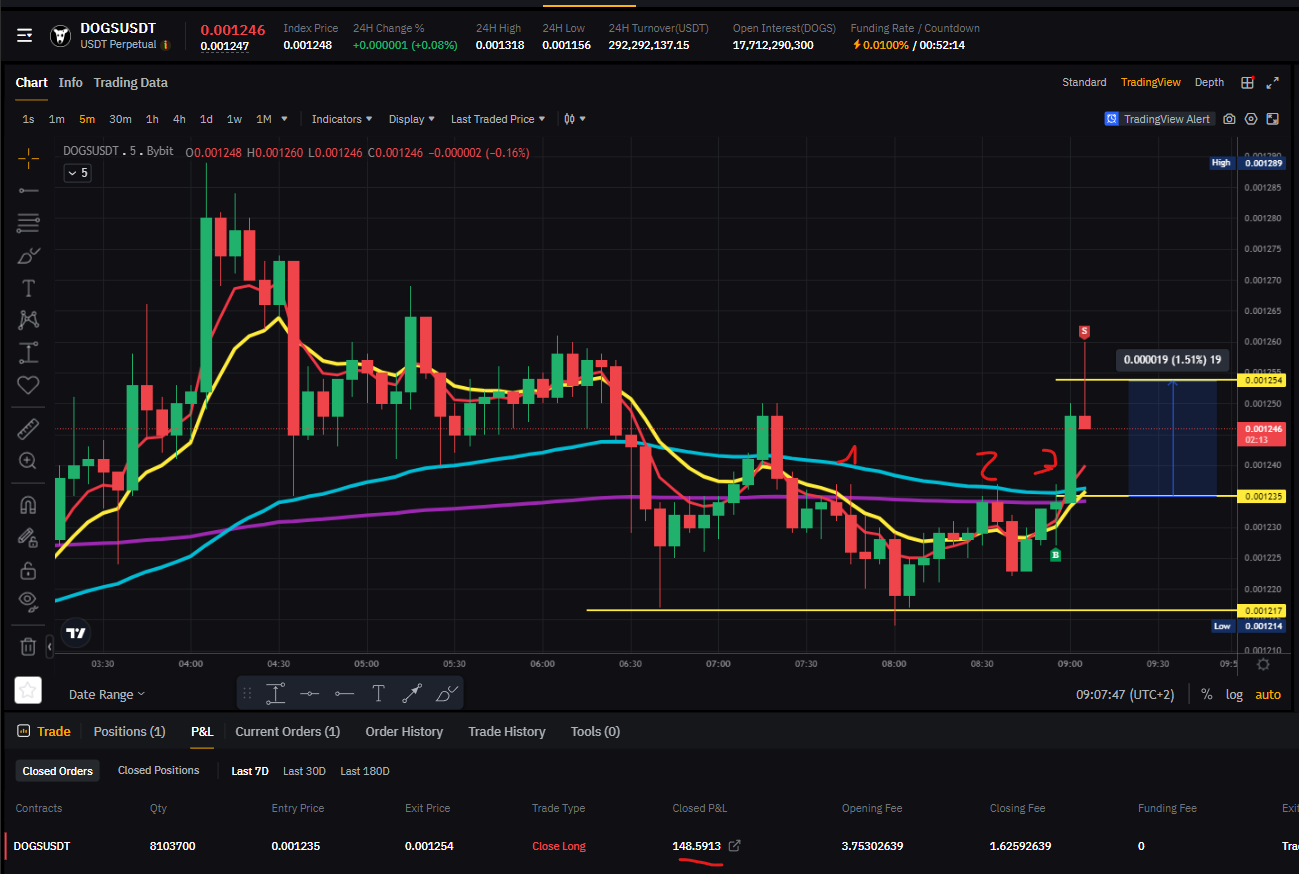 DOGSUSDT
USDT Perpetual
0.001246
0.001247
Index Price
0.001248
24H Change %
+0.000001 (+0.08%)
24H High
0.001318
24H Low
0.001156
24H Turnover(USDT)
292,292,137.15
Open Interest(DOGS)
17,712,290,300
Funding Rate / Countdown
0.0100% / 00:52:14
Chart Info Trading Data
Standard TradingView Depth
1s 1m 5m 30m 1h 4h 1d 1w 1M Indicators Display Last Traded Price
TradingView Alert
DOGSUSDT . 5 . Bybit O0.001248 H0.001260 L0.001246 C0.001246 −0.000002 (−0.16%)
5
High 0.001289
0.001285
0.001280
0.001275
0.001270
0.001265
0.001260
0.000019 (1.51%) 19
0.001254
0.001250
0.001246
02:13
0.001240
0.001235
0.001230
0.001225
0.001220
0.001217
Low 0.001214
0.001210
S
1 2 3
B
03:30 04:00 04:30 05:00 05:30 06:00 06:30 07:00 07:30 08:00 08:30 09:00 09:30
Date Range
09:07:47 (UTC+2) % log auto
Trade Positions (1) P&L Current Orders (1) Order History Trade History Tools (0)
Closed Orders Closed Positions Last 7D Last 30D Last 180D
Contracts Qty Entry Price Exit Price Trade Type Closed P&L Opening Fee Closing Fee Funding Fee Exi
DOGSUSDT 8103700 0.001235 0.001254 Close Long 148.5913 3.75302639 1.62592639 0 Tra